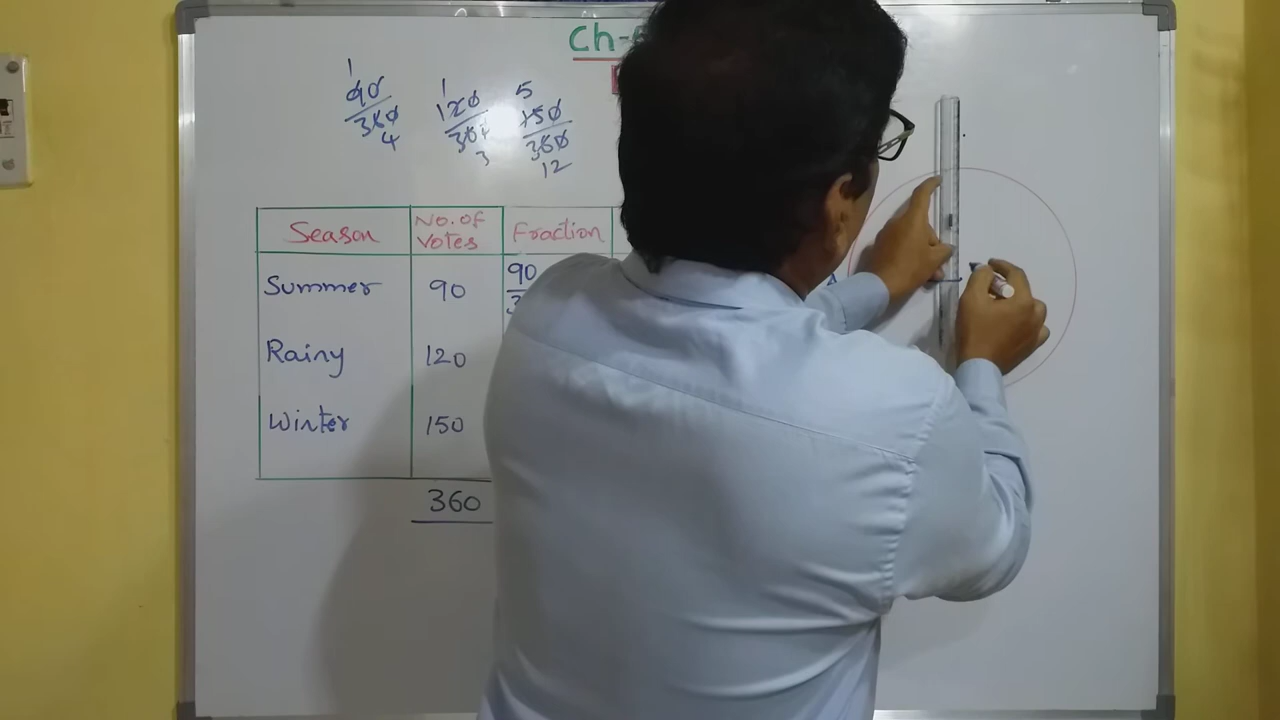 Ch-
1
90
360
4
1
120
360
3
5
150
360
12
Season No. of Votes Fraction
Summer 90 90
Rainy 120
Winter 150
360
A